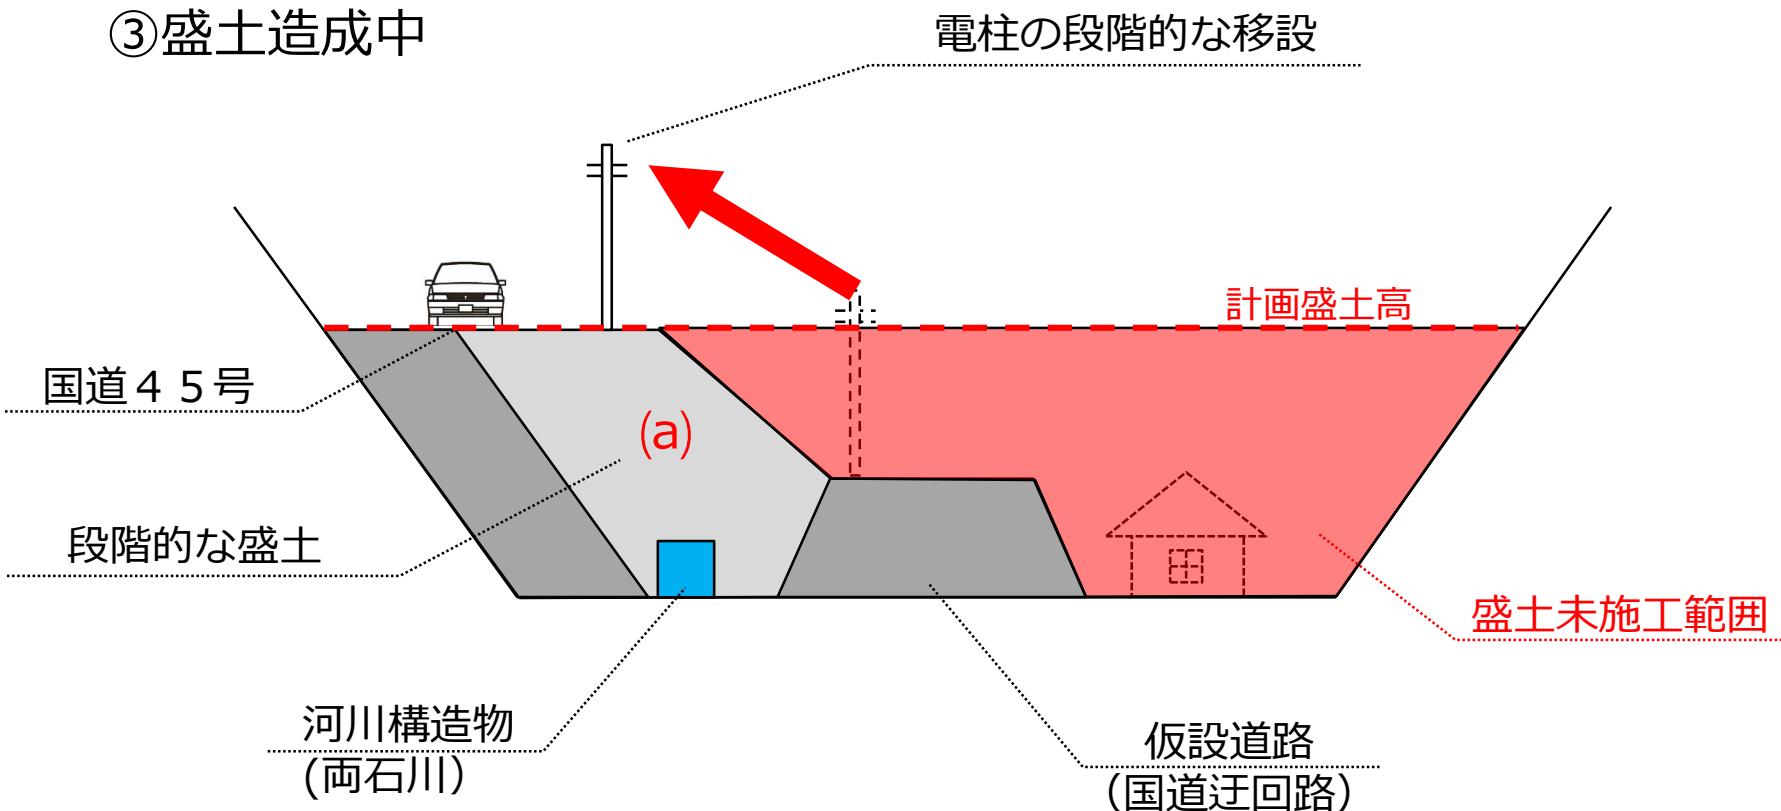 ③盛土造成中
電柱の段階的な移設
計画盛土高
国道４５号
(a)
段階的な盛土
盛土未施工範囲
河川構造物
(両石川）
仮設道路
（国道迂回路）